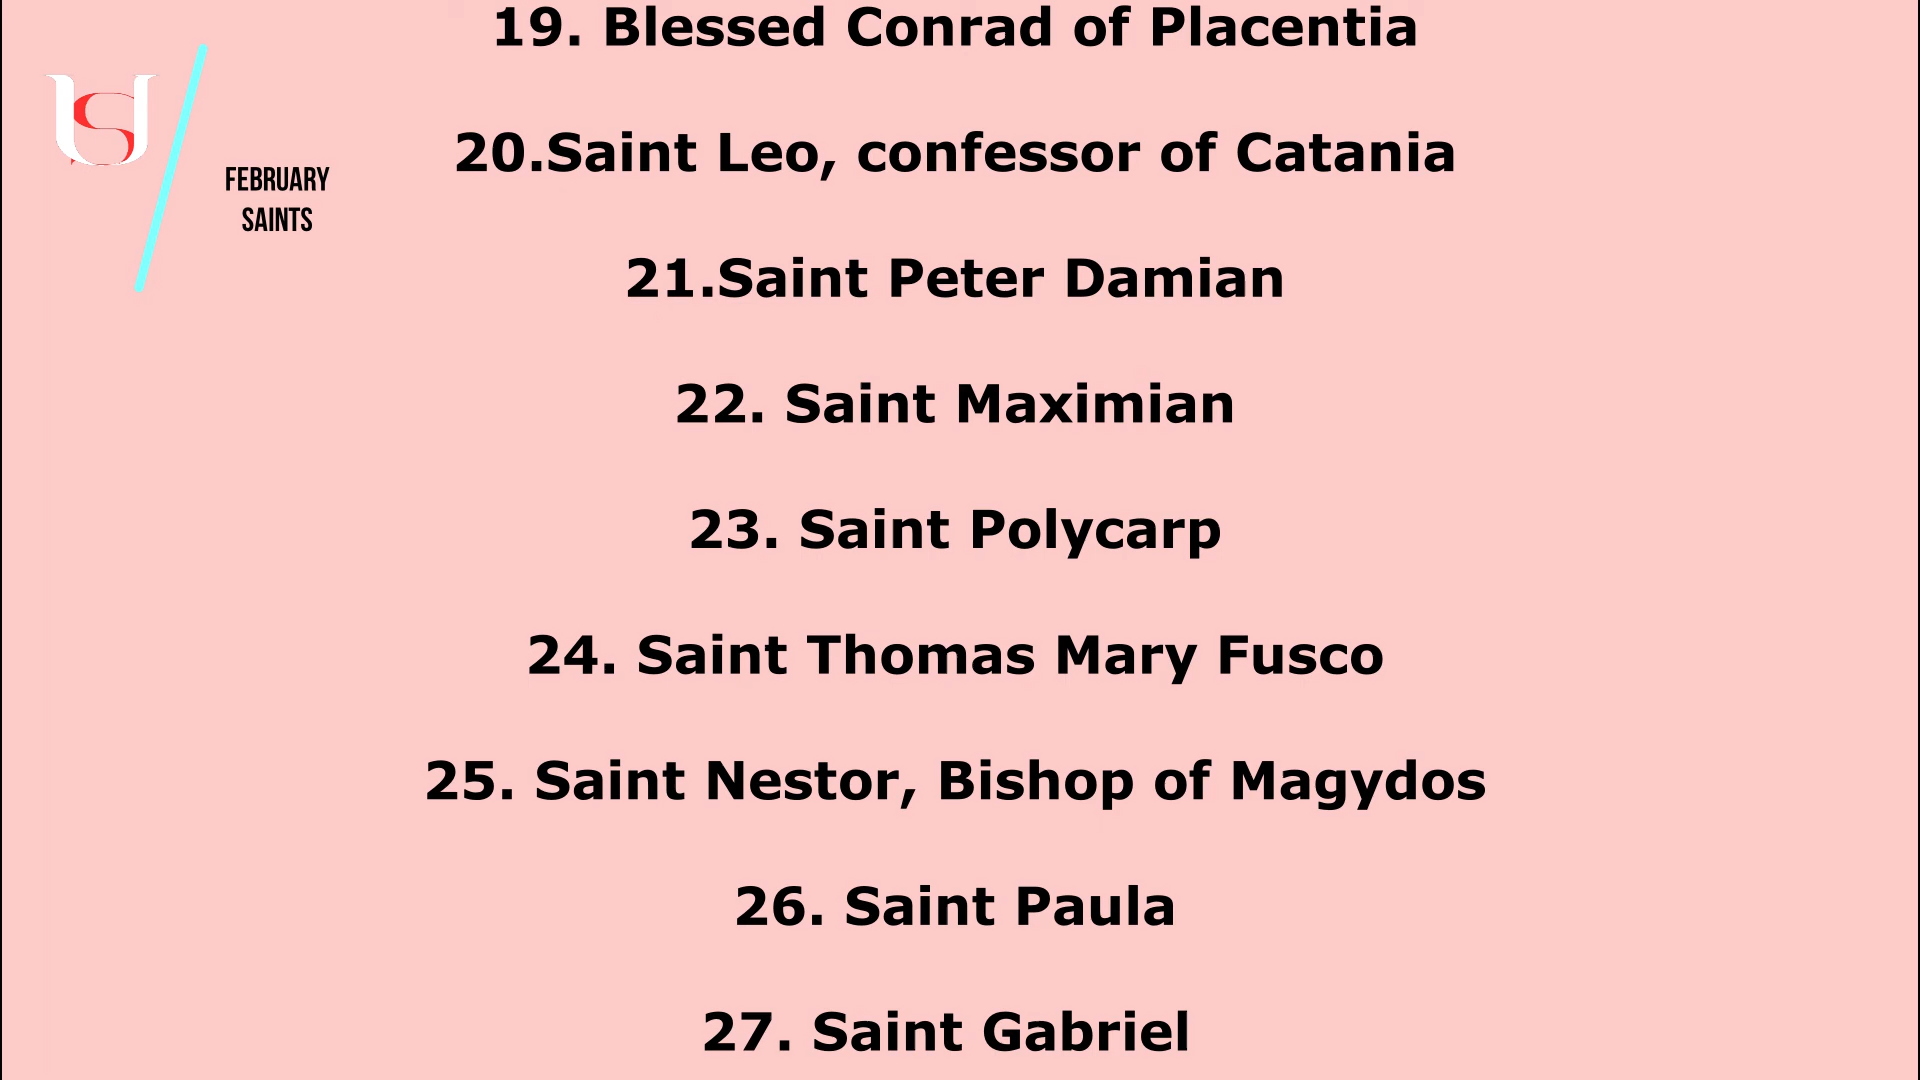 19. Blessed Conrad of Placentia
US
FEBRUARY
SAINTS
20.Saint Leo, confessor of Catania
21.Saint Peter Damian
22. Saint Maximian
23. Saint Polycarp
24. Saint Thomas Mary Fusco
25. Saint Nestor, Bishop of Magydos
26. Saint Paula
27. Saint Gabriel